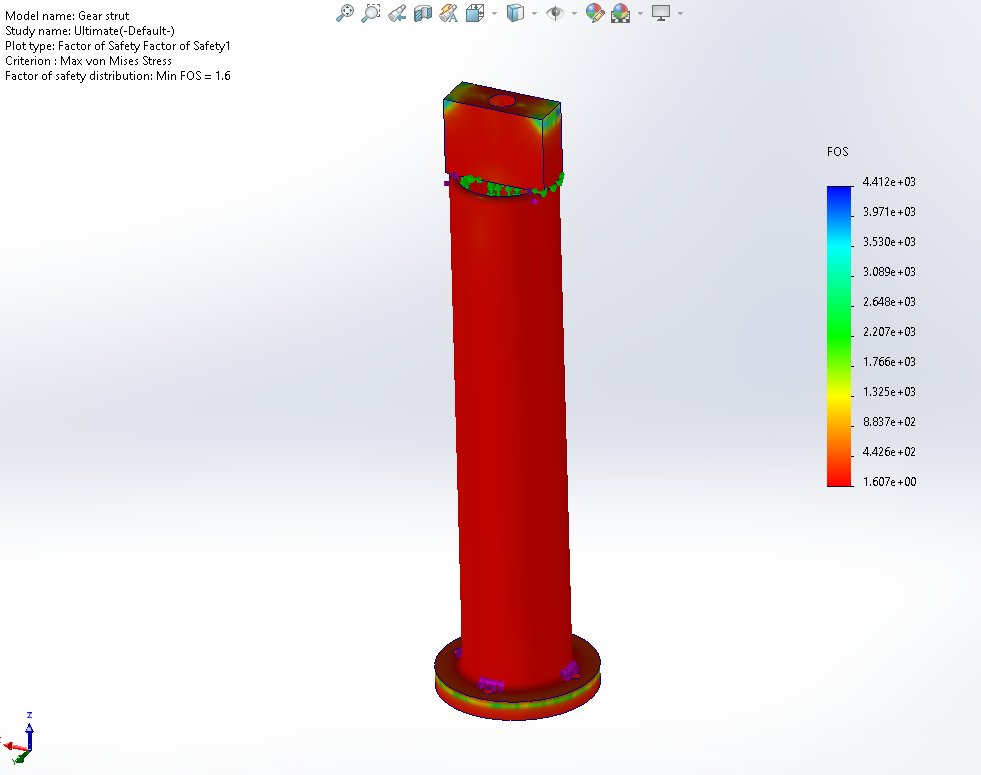 Model name: Gear strut
Study name: Ultimate(-Default-)
Plot type: Factor of Safety Factor of Safety1
Criterion : Max von Mises Stress
Factor of safety distribution: Min FOS = 1.6
FOS
4.412e+03
3.971e+03
3.530e+03
3.089e+03
2.648e+03
2.207e+03
1.766e+03
1.325e+03
8.837e+02
4.426e+02
1.607e+00
Z